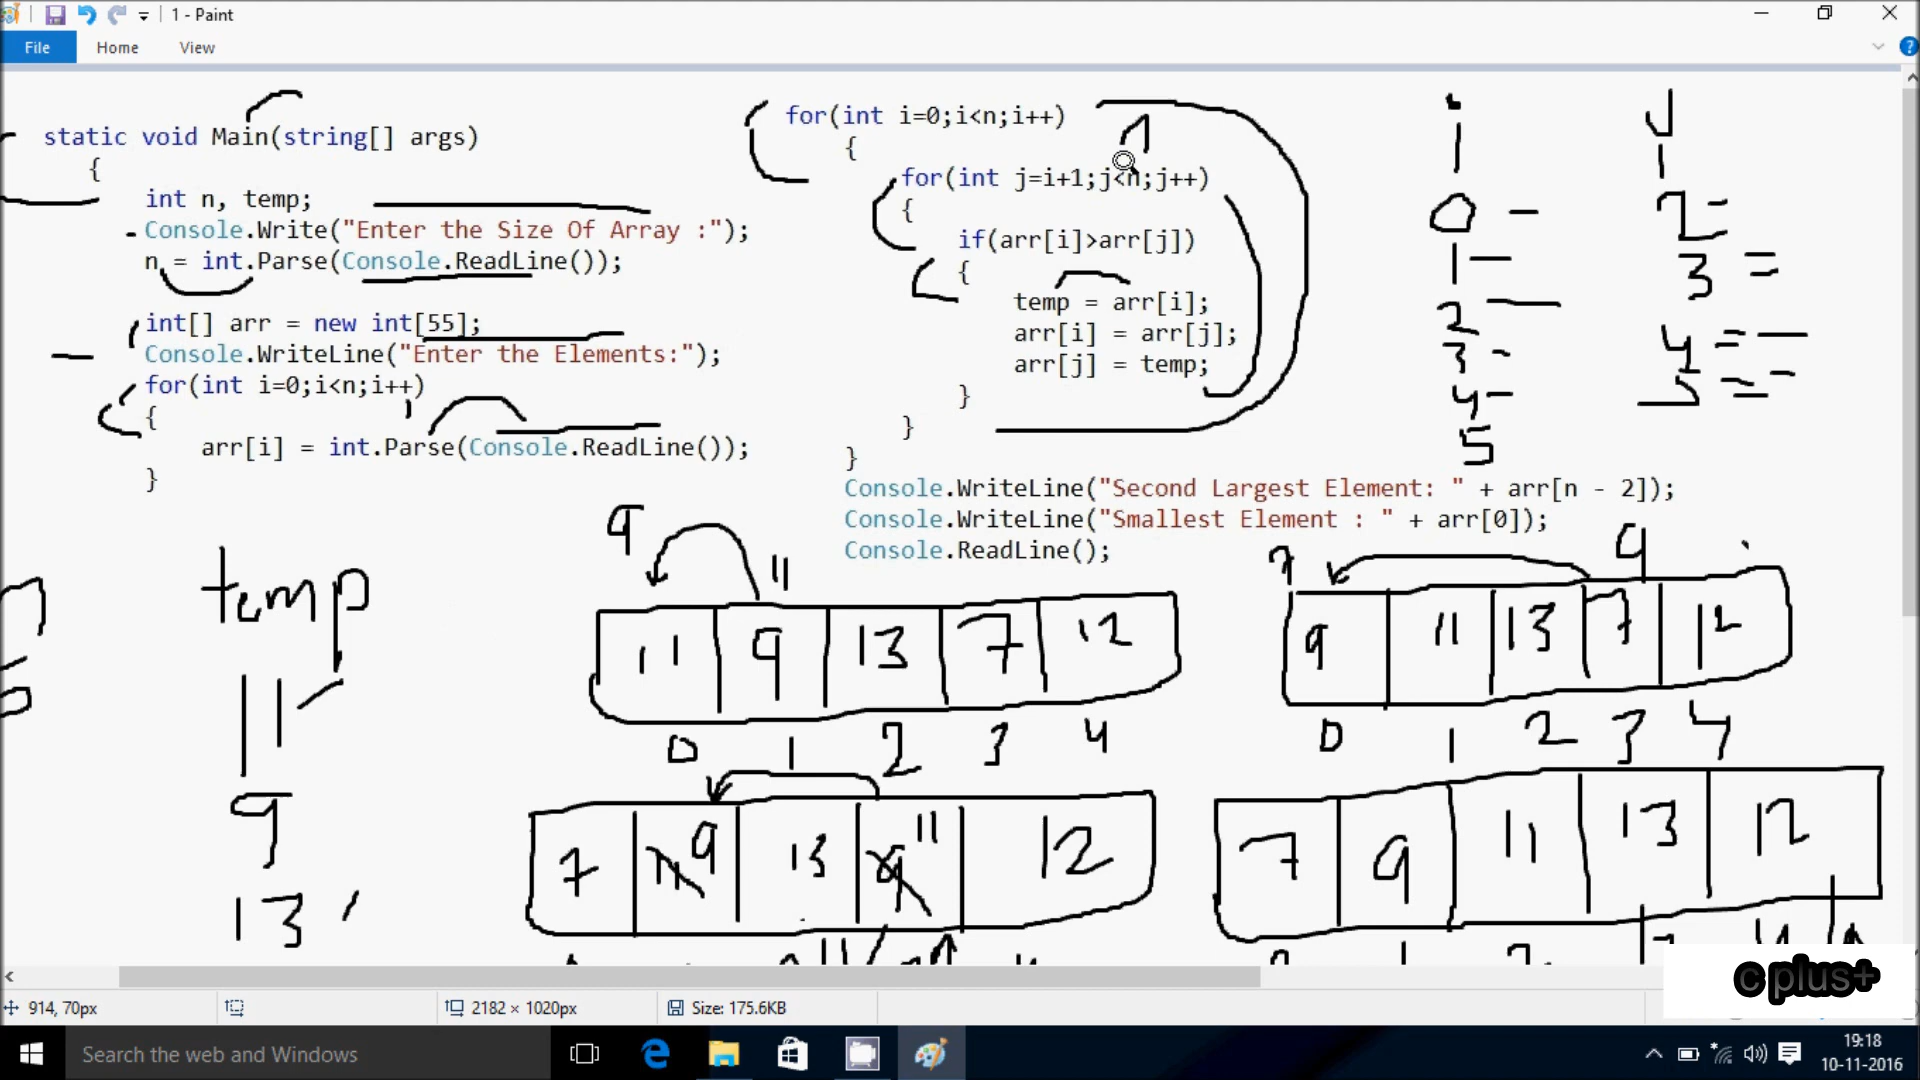 1 - Paint
File Home View
static void Main(string[] args)
{
int n, temp;
Console.Write("Enter the Size Of Array :");
n = int.Parse(Console.ReadLine());
int[] arr = new int[55];
Console.WriteLine("Enter the Elements:");
for(int i=0;i<n;i++)
{
arr[i] = int.Parse(Console.ReadLine());
}
for(int i=0;i<n;i++)
{
for(int j=i+1;j<n;j++)
{
if(arr[i]>arr[j])
{
temp = arr[i];
arr[i] = arr[j];
arr[j] = temp;
}
}
}
Console.WriteLine("Second Largest Element: " + arr[n - 2]);
Console.WriteLine("Smallest Element : " + arr[0]);
Console.ReadLine();
i j
1
0 2
1 3
2
3 4
4 5
5
temp
11
9
13
9 11
11 9 13 7 12
0 1 2 3 4
7 9
9 11 13 7 12
0 1 2 3 4
9 11
7 13 12
7 9 11 13 12
c plus+
914, 70px
2182 × 1020px
Size: 175.6KB
Search the web and Windows
19:18
10-11-2016